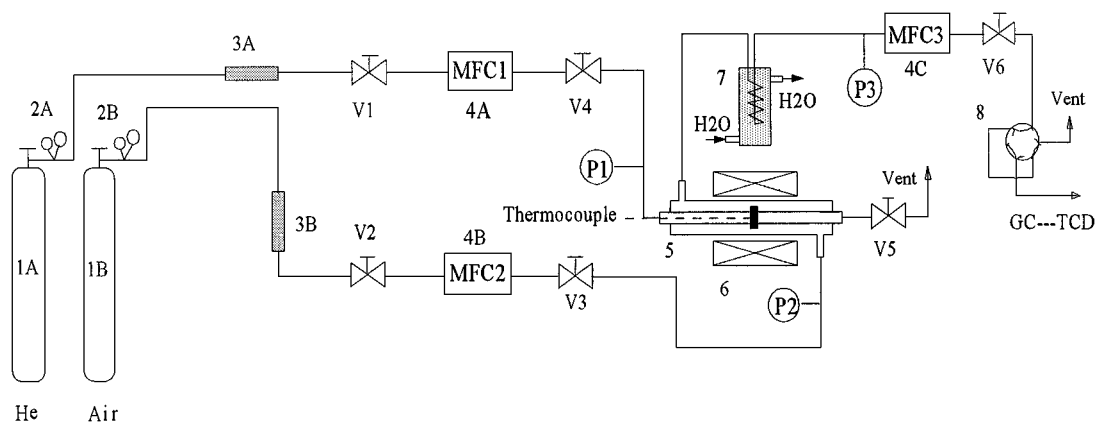 3A
MFC1
V1
4A
V4
2A
2B
7
H2O
H2O
P3
MFC3
4C
V6
8
Vent
P1
Thermocouple
Vent
GC---TCD
5
V5
6
P2
3B
V2
4B
MFC2
V3
1A
1B
He
Air